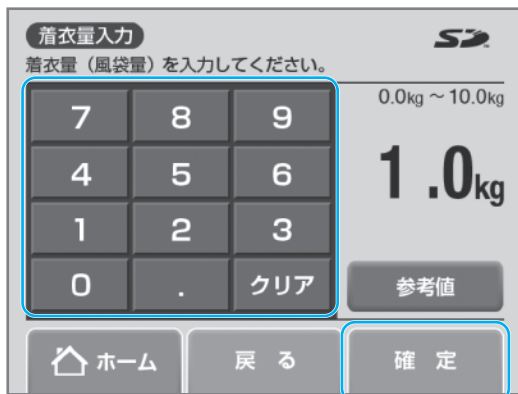 着衣量入力
SD
着衣量（風袋量）を入力してください。
0.0kg～10.0kg
7 8 9
4 5 6
1 2 3
0 . クリア
1.0kg
参考値
ホーム
戻る
確定